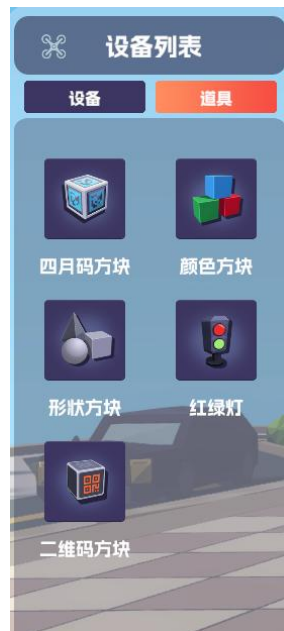 设备列表
设备 道具
四月码方块 颜色方块
形状方块 红绿灯
二维码方块